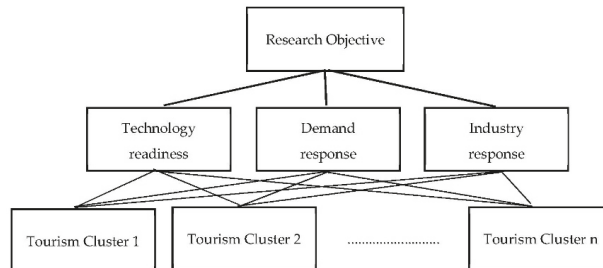 Research Objective
Technology
readiness
Demand
response
Industry
response
Tourism Cluster 1
Tourism Cluster 2
...........................
Tourism Cluster n